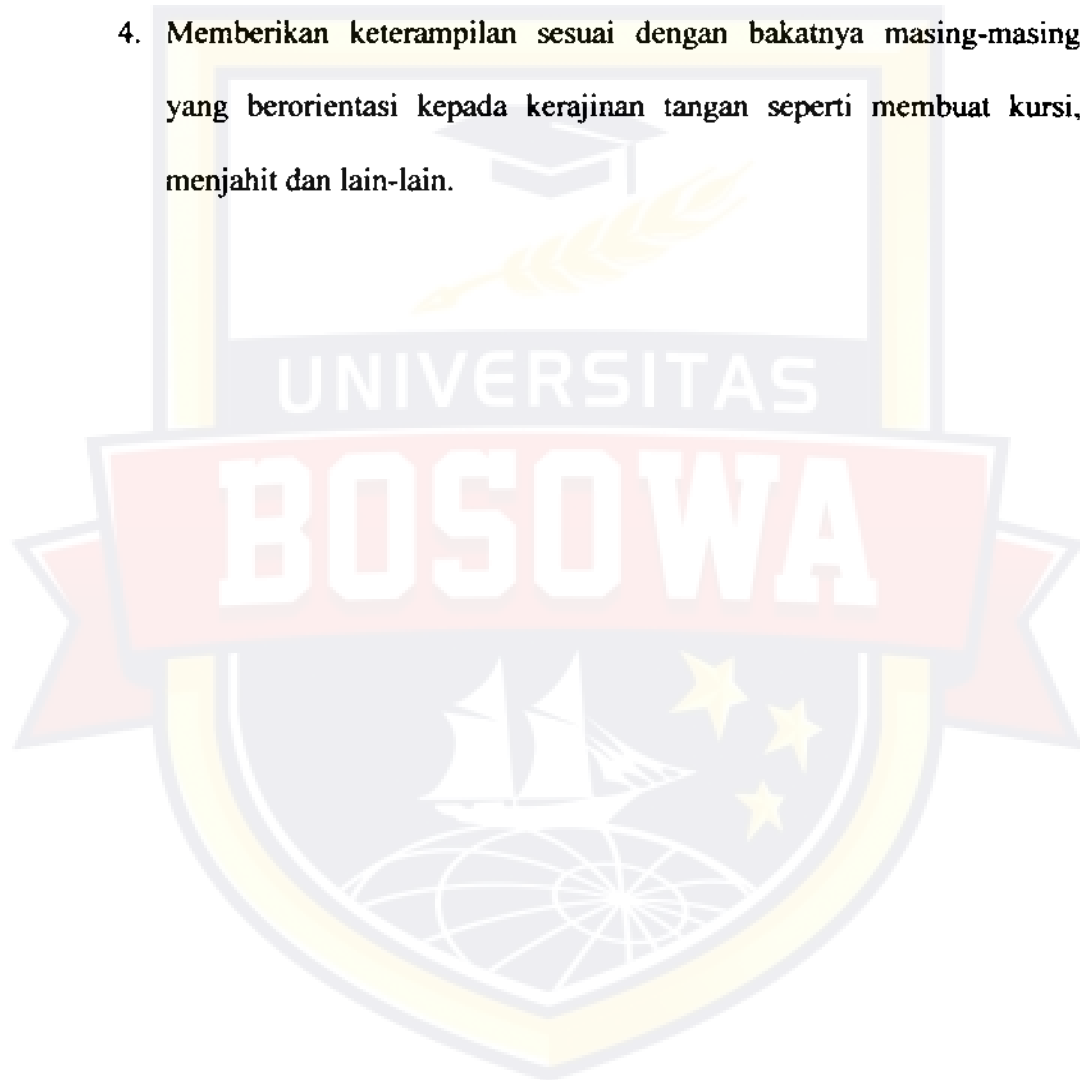 4. Memberikan keterampilan sesuai dengan bakatnya masing-masing
yang berorientasi kepada kerajinan tangan seperti membuat kursi,
menjahit dan lain-lain.
UNIVERSITAS
BOSOWA